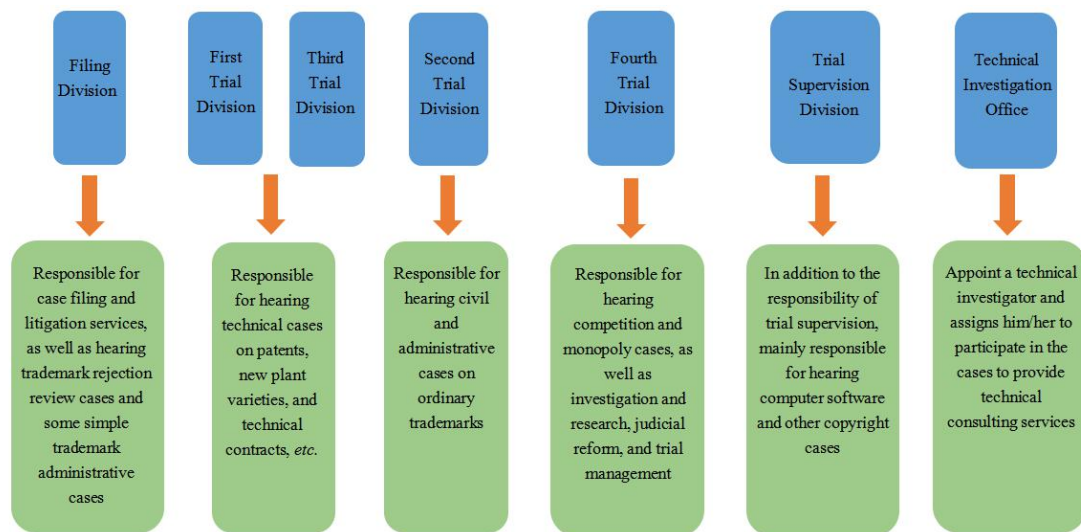 Filing
Division
First
Trial
Division
Third
Trial
Division
Second
Trial
Division
Fourth
Trial
Division
Trial
Supervision
Division
Technical
Investigation
Office
Responsible for
case filing and
litigation services,
as well as hearing
trademark rejection
review cases and
some simple
trademark
administrative
cases
Responsible
for hearing
technical cases
on patents,
new plant
varieties, and
technical
contracts, etc.
Responsible for
hearing civil
and
administrative
cases on
ordinary
trademarks
Responsible for
hearing
competition and
monopoly cases, as
well as
investigation and
research, judicial
reform, and trial
management
In addition to the
responsibility of
trial supervision,
mainly responsible
for hearing
computer software
and other copyright
cases
Appoint a technical
investigator and
assigns him/her to
participate in the
cases to provide
technical
consulting services